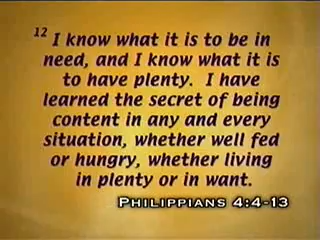 12 I know what it is to be in
need, and I know what it is
to have plenty. I have
learned the secret of being
content in any and every
situation, whether well fed
or hungry, whether living
in plenty or in want.
Philippians 4:4-13